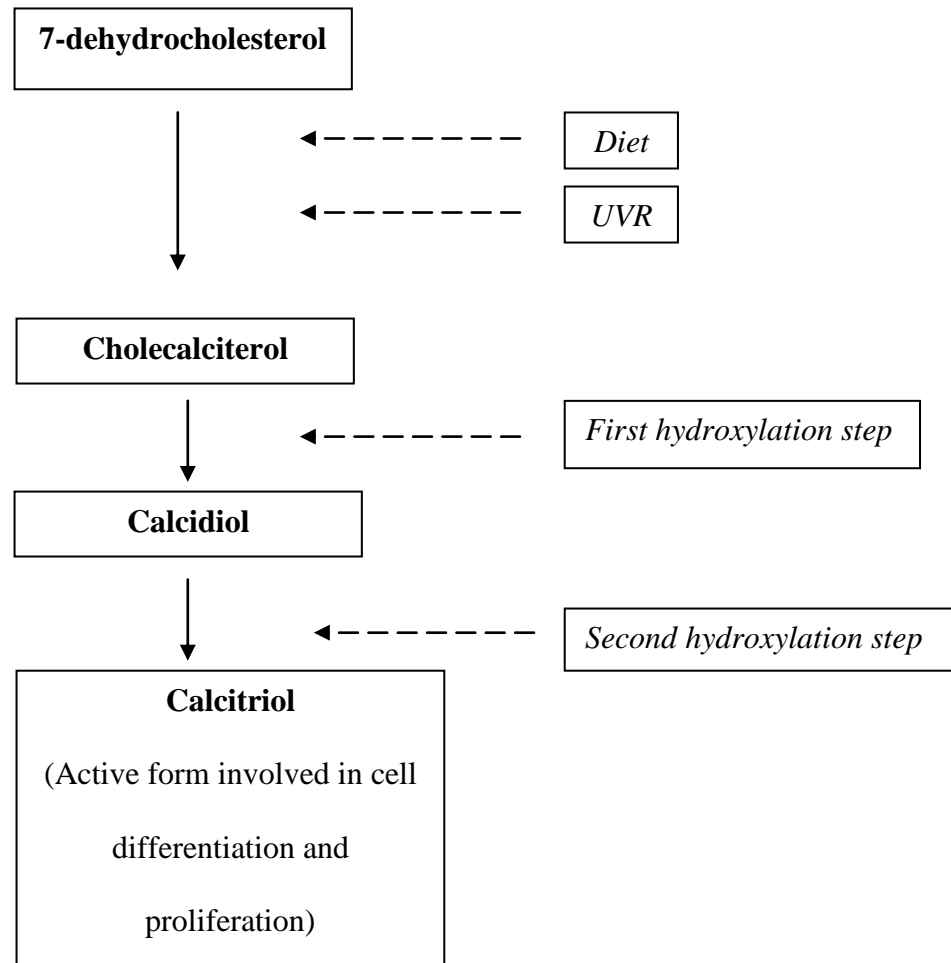 7-dehydrocholesterol
Diet
UVR
Cholecalciterol
First hydroxylation step
Calcidiol
Second hydroxylation step
Calcitriol
(Active form involved in cell
differentiation and
proliferation)